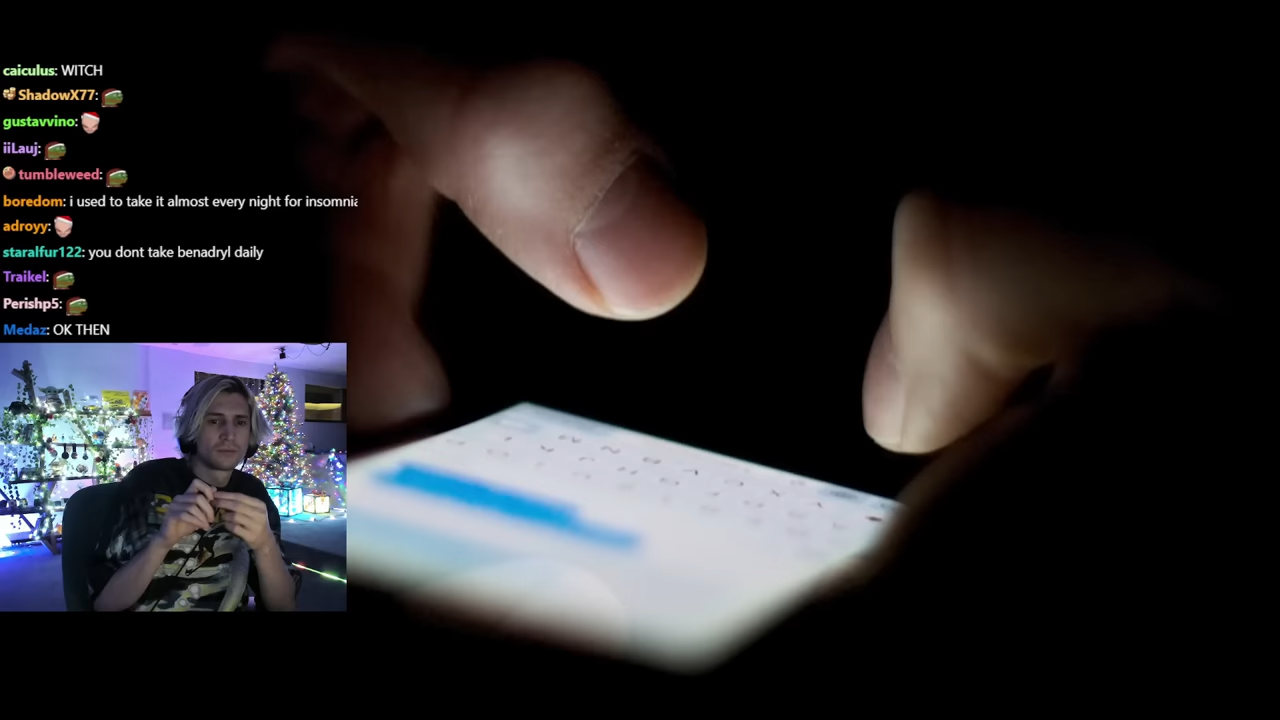 caiculus: WITCH
ShadowX77:
gustavvino:
iiLauj:
tumbleweed:
boredom: i used to take it almost every night for insomnia
adroyy:
staralfur122: you dont take benadryl daily
Traikel:
Perishp5:
Medaz: OK THEN